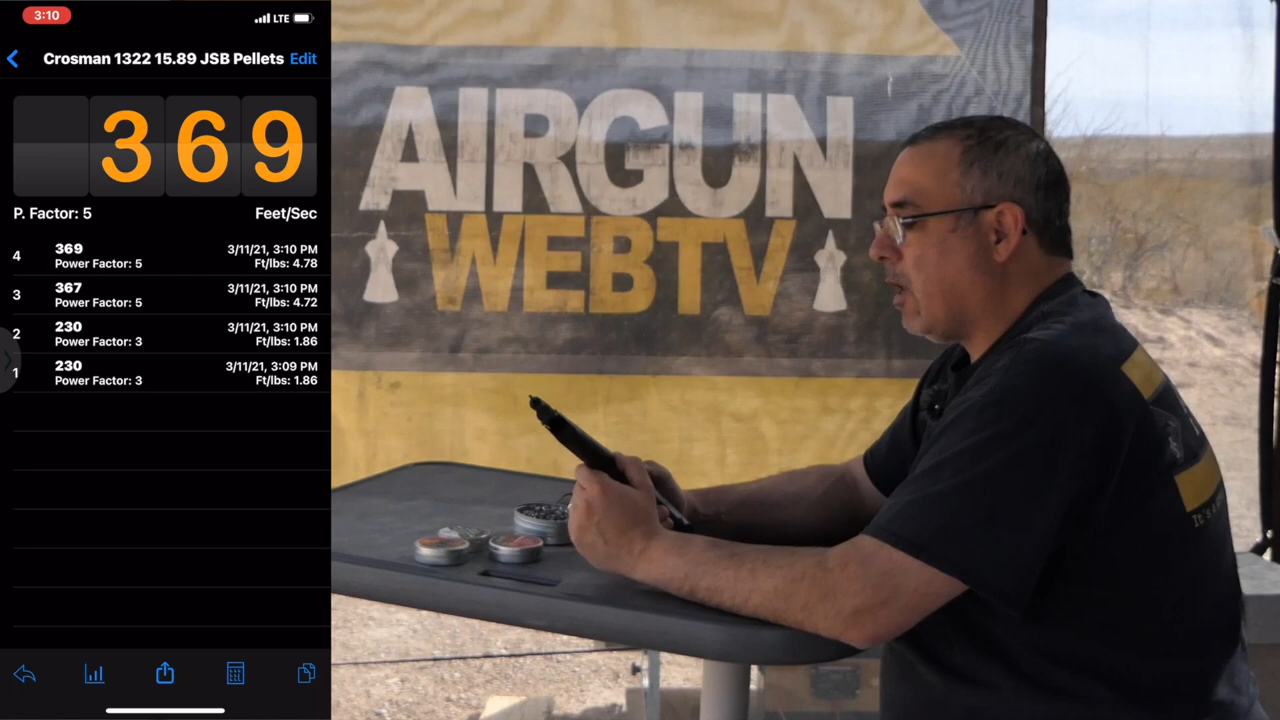 3:10
LTE
Crosman 1322 15.89 JSB Pellets Edit
369
P. Factor: 5 Feet/Sec
4 369 3/11/21, 3:10 PM
Power Factor: 5 Ft/lbs: 4.78
3 367 3/11/21, 3:10 PM
Power Factor: 5 Ft/lbs: 4.72
2 230 3/11/21, 3:10 PM
Power Factor: 3 Ft/lbs: 1.86
1 230 3/11/21, 3:09 PM
Power Factor: 3 Ft/lbs: 1.86
AIRGUN
WEBTV
It's